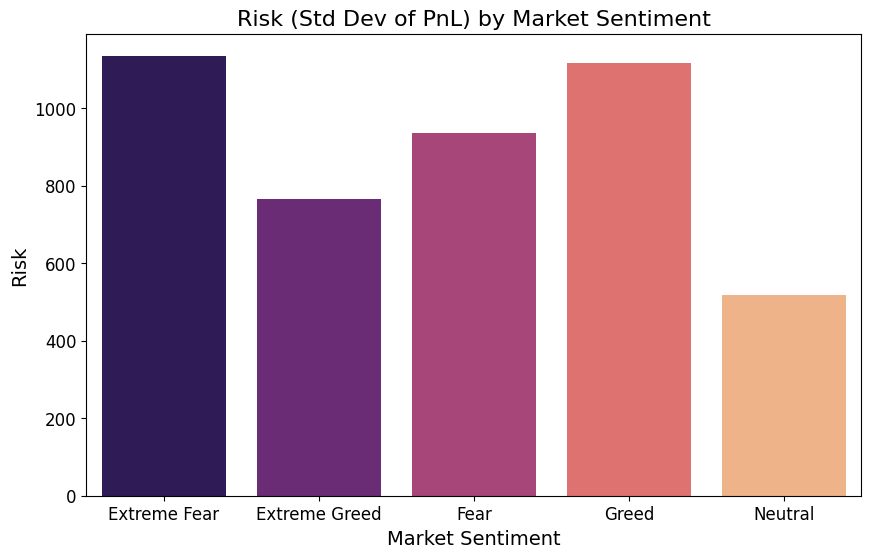 Risk (Std Dev of PnL) by Market Sentiment
Risk
1000
800
600
400
200
0
Extreme Fear
Extreme Greed
Fear
Greed
Neutral
Market Sentiment